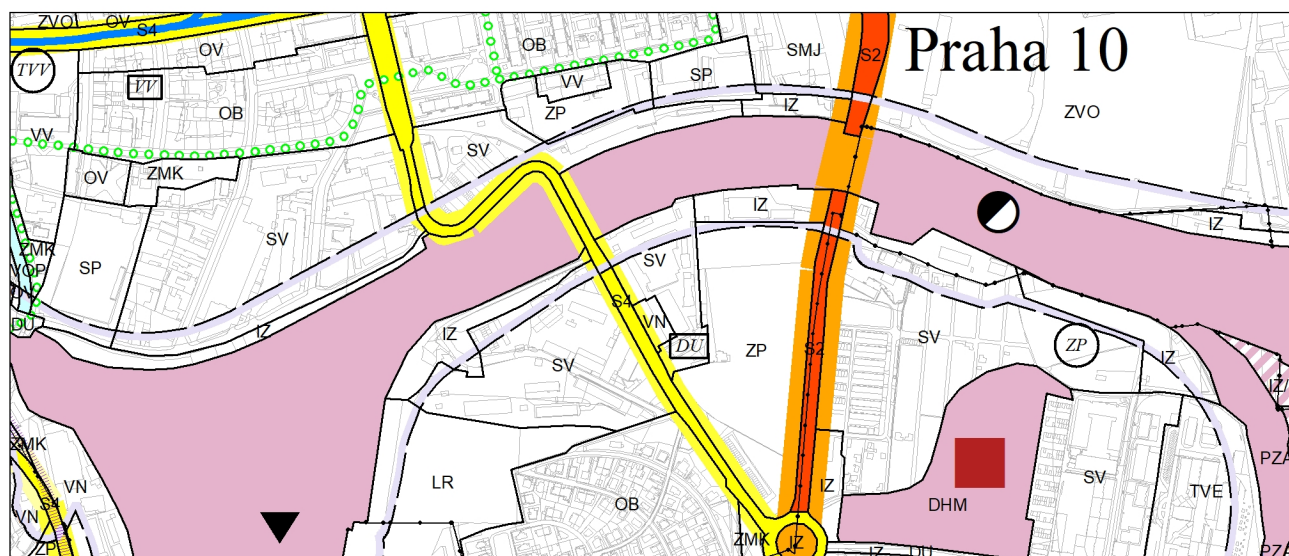 ZVO
OV
S4
OV
OB
SMJ
S2
Praha 10
TVV
VV
OB
VV
ZP
SP
IZ
ZVO
VV
SV
OV
ZMK
SV
IZ
IZ
ZMK
VOP
SP
SV
DU
IZ
IZ
S4
VN
DU
ZP
S2
SV
ZP
IZ
SV
IZ/
ZMK
VN
S4
LR
OB
IZ
DHM
SV
TVE
PZA
VN
ZP
ZMK
IZ
IZ
DU
PZA